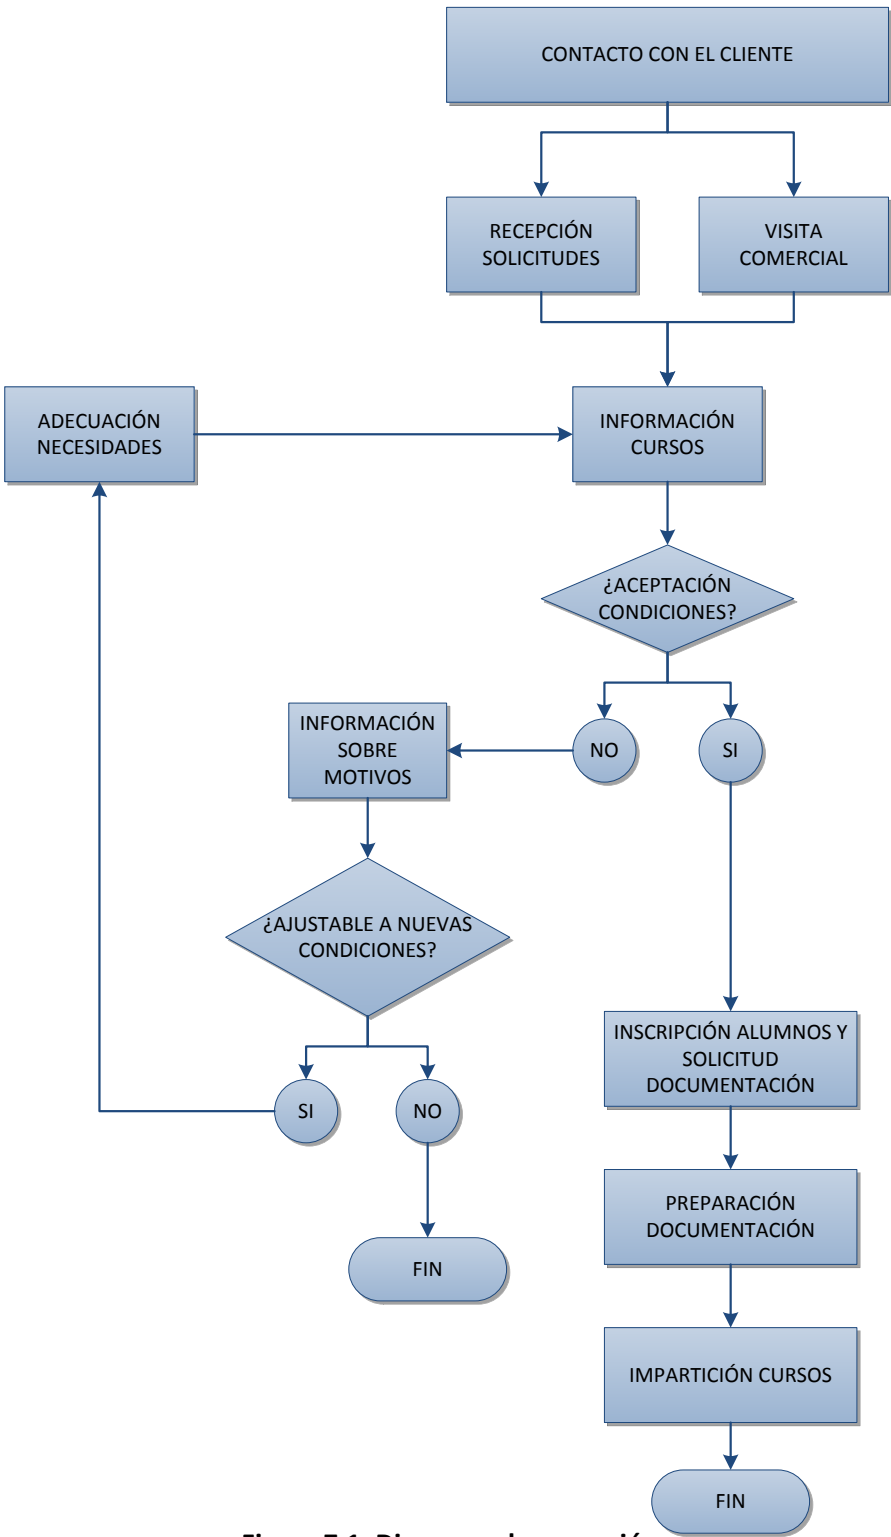 CONTACTO CON EL CLIENTE
RECEPCIÓN
SOLICITUDES
VISITA
COMERCIAL
ADECUACIÓN
NECESIDADES
INFORMACIÓN
CURSOS
¿ACEPTACIÓN
CONDICIONES?
INFORMACIÓN
SOBRE
MOTIVOS
NO
SI
¿AJUSTABLE A NUEVAS
CONDICIONES?
INSCRIPCIÓN ALUMNOS Y
SOLICITUD
DOCUMENTACIÓN
SI
NO
PREPARACIÓN
DOCUMENTACIÓN
FIN
IMPARTICIÓN CURSOS
FIN